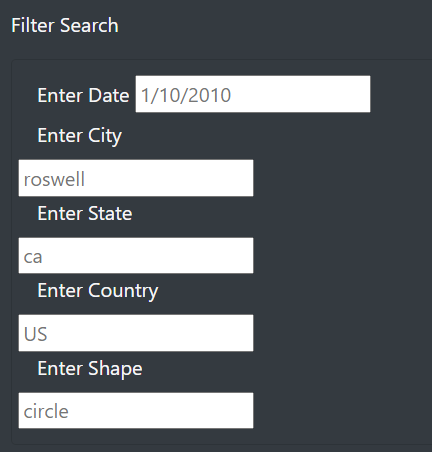 Filter Search
Enter Date 1/10/2010
Enter City
roswell
Enter State
ca
Enter Country
US
Enter Shape
circle